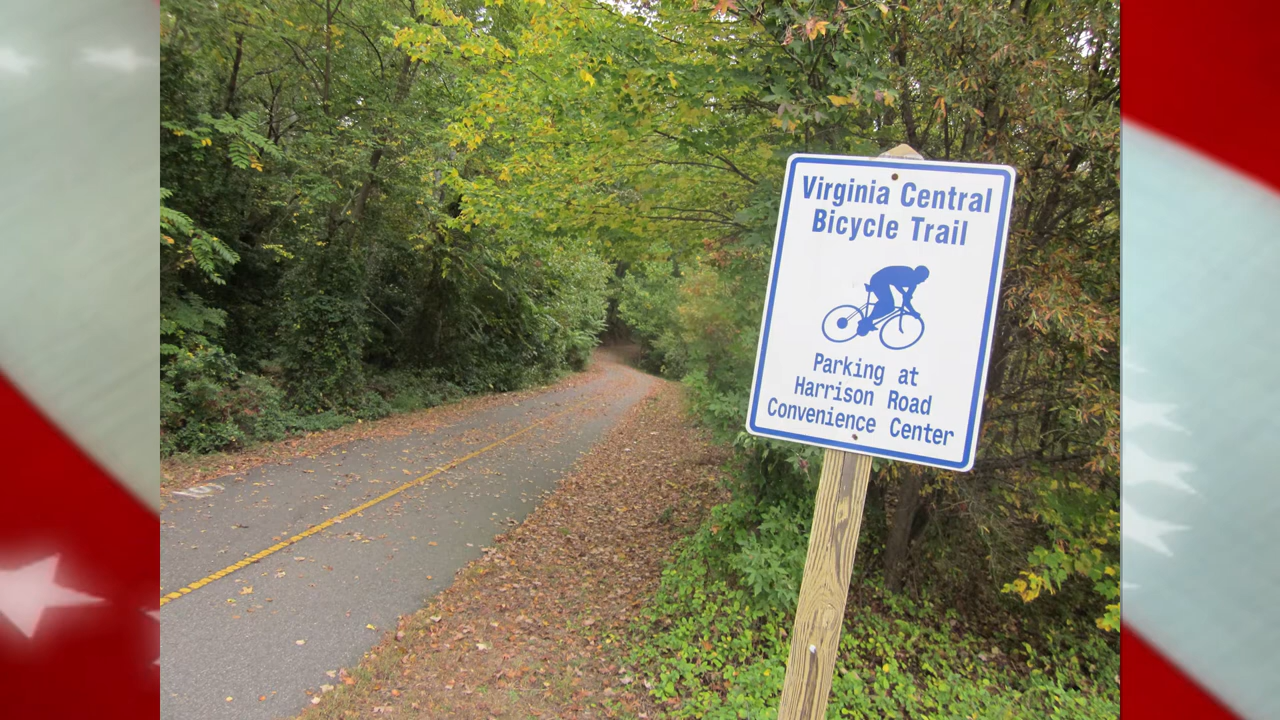 Virginia Central
Bicycle Trail
Parking at
Harrison Road
Convenience Center